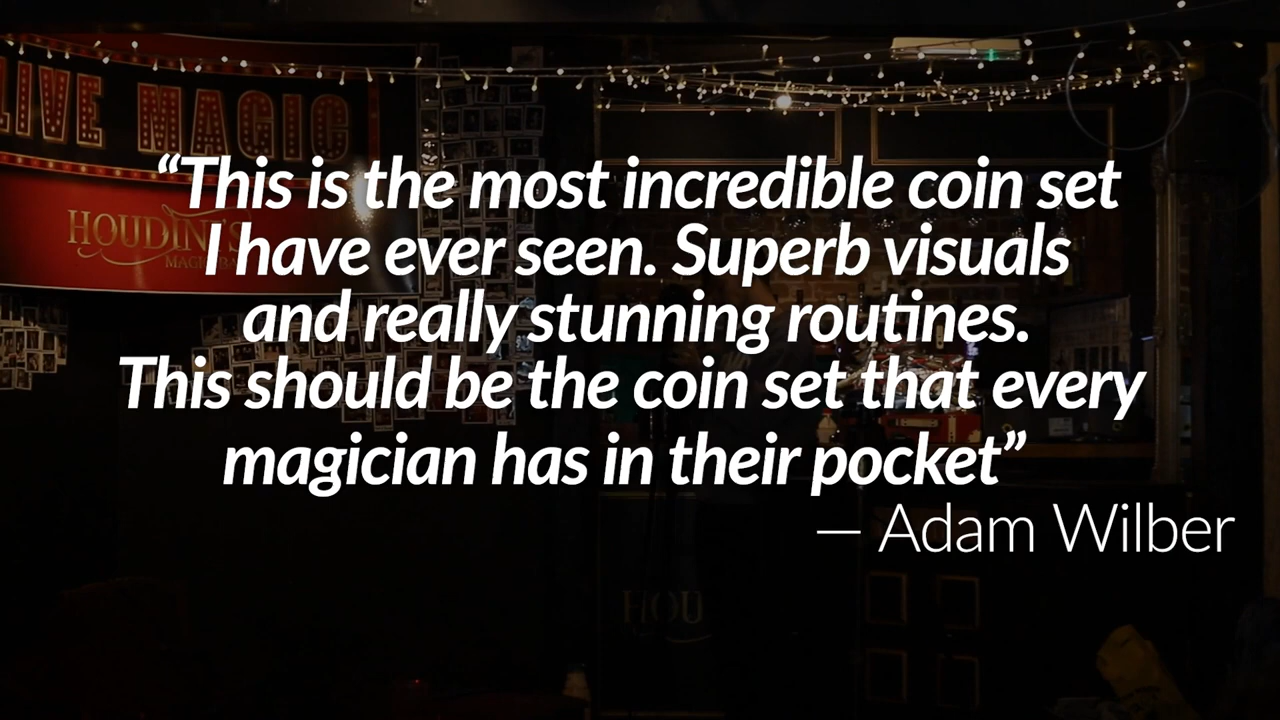 LIVE MAGIC
HOUDINI'S
“This is the most incredible coin set
I have ever seen. Superb visuals
and really stunning routines.
This should be the coin set that every
magician has in their pocket”
— Adam Wilber
HOU